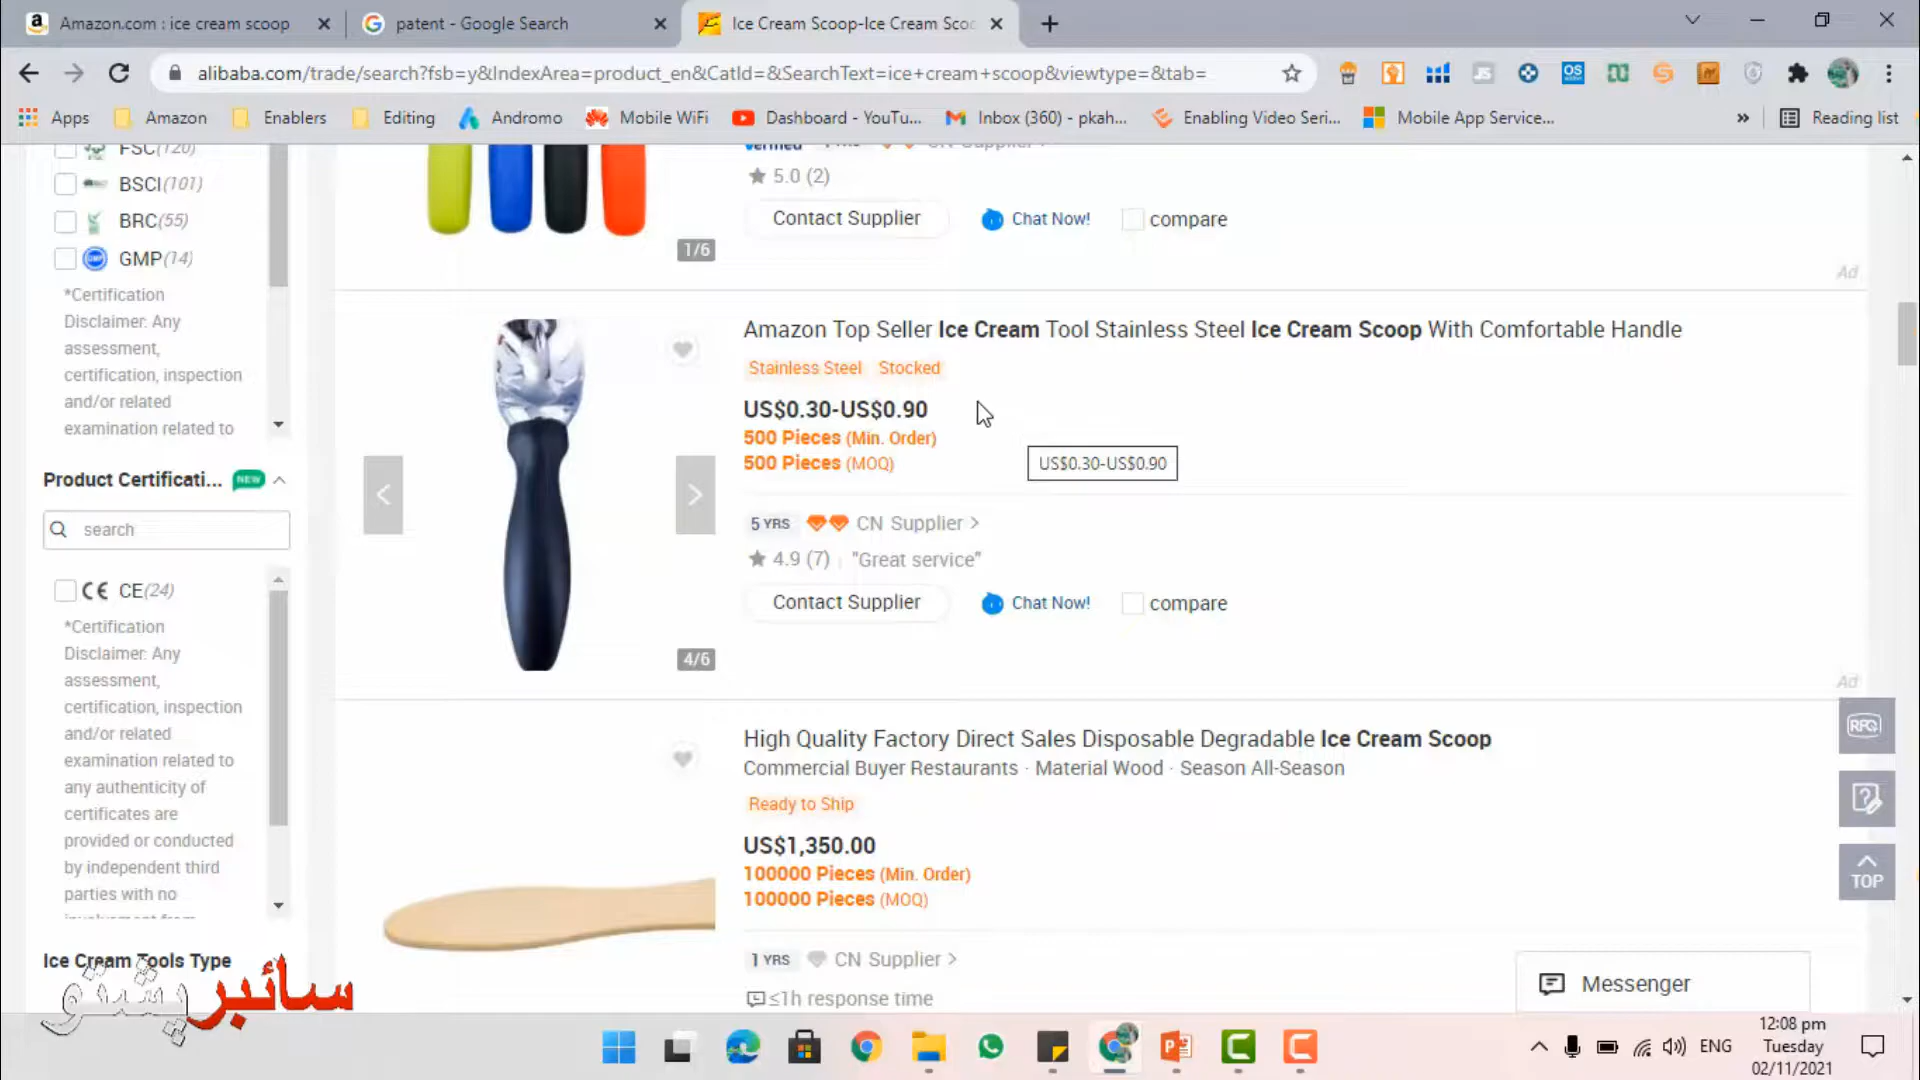 Amazon.com : ice cream scoop
patent - Google Search
Ice Cream Scoop-Ice Cream Scoo
alibaba.com/trade/search?fsb=y&IndexArea=product_en&CatId=&SearchText=ice+cream+scoop&viewtype=&tab=
Apps
Amazon
Enablers
Editing
Andromo
Mobile WiFi
Dashboard - YouTu...
Inbox (360) - pkah...
Enabling Video Seri...
Mobile App Service...
»
Reading list
FSC(120)
BSCI(101)
BRC(55)
GMP(14)
*Certification
Disclaimer: Any
assessment,
certification, inspection
and/or related
examination related to
Product Certificati... NEW
search
CE(24)
*Certification
Disclaimer: Any
assessment,
certification, inspection
and/or related
examination related to
any authenticity of
certificates are
provided or conducted
by independent third
parties with no
involvement from
Ice Cream Tools Type
سائبر پښتو
1/6
Verified
CN Supplier >
5.0 (2)
Contact Supplier
Chat Now!
compare
Ad
Amazon Top Seller Ice Cream Tool Stainless Steel Ice Cream Scoop With Comfortable Handle
Stainless Steel Stocked
US$0.30-US$0.90
500 Pieces (Min. Order)
500 Pieces (MOQ)
US$0.30-US$0.90
5 YRS CN Supplier >
4.9 (7) "Great service"
Contact Supplier
Chat Now!
compare
4/6
Ad
High Quality Factory Direct Sales Disposable Degradable Ice Cream Scoop
Commercial Buyer Restaurants · Material Wood · Season All-Season
Ready to Ship
US$1,350.00
100000 Pieces (Min. Order)
100000 Pieces (MOQ)
1 YRS CN Supplier >
≤1h response time
RFQ
TOP
Messenger
ENG
12:08 pm
Tuesday
02/11/2021